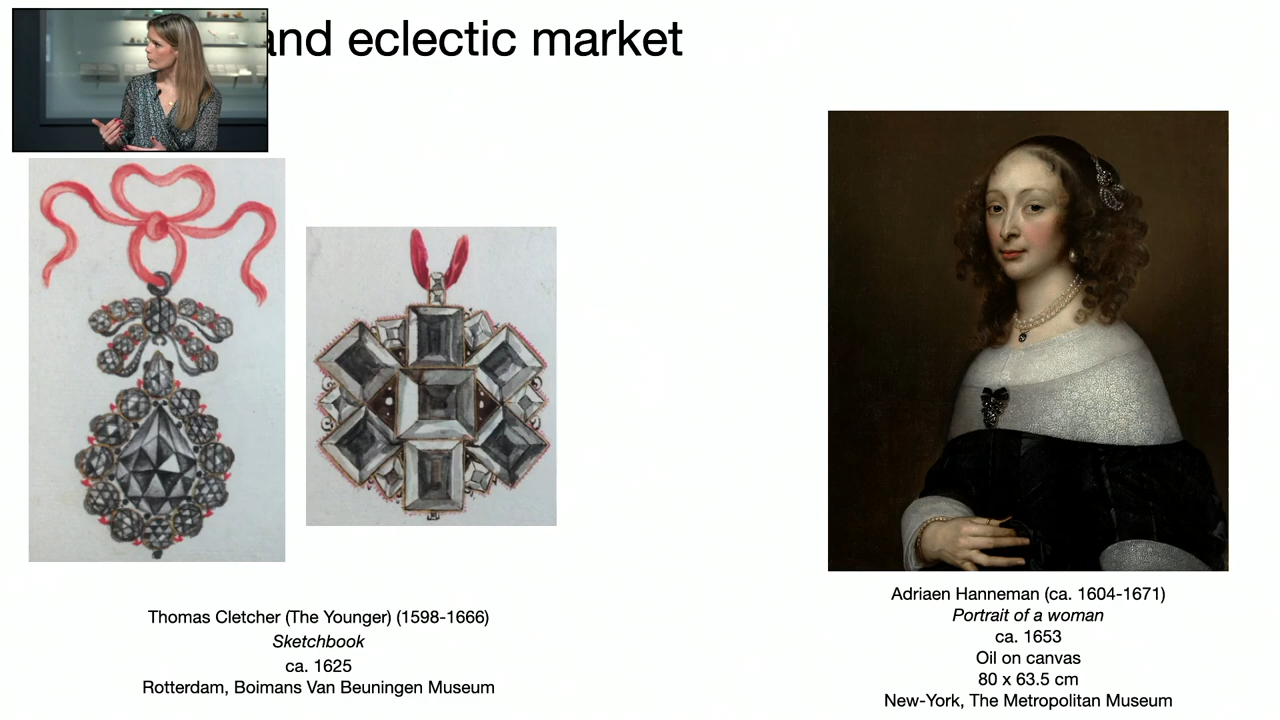 and eclectic market
Thomas Cletcher (The Younger) (1598-1666)
Sketchbook
ca. 1625
Rotterdam, Boimans Van Beuningen Museum
Adriaen Hanneman (ca. 1604-1671)
Portrait of a woman
ca. 1653
Oil on canvas
80 x 63.5 cm
New-York, The Metropolitan Museum